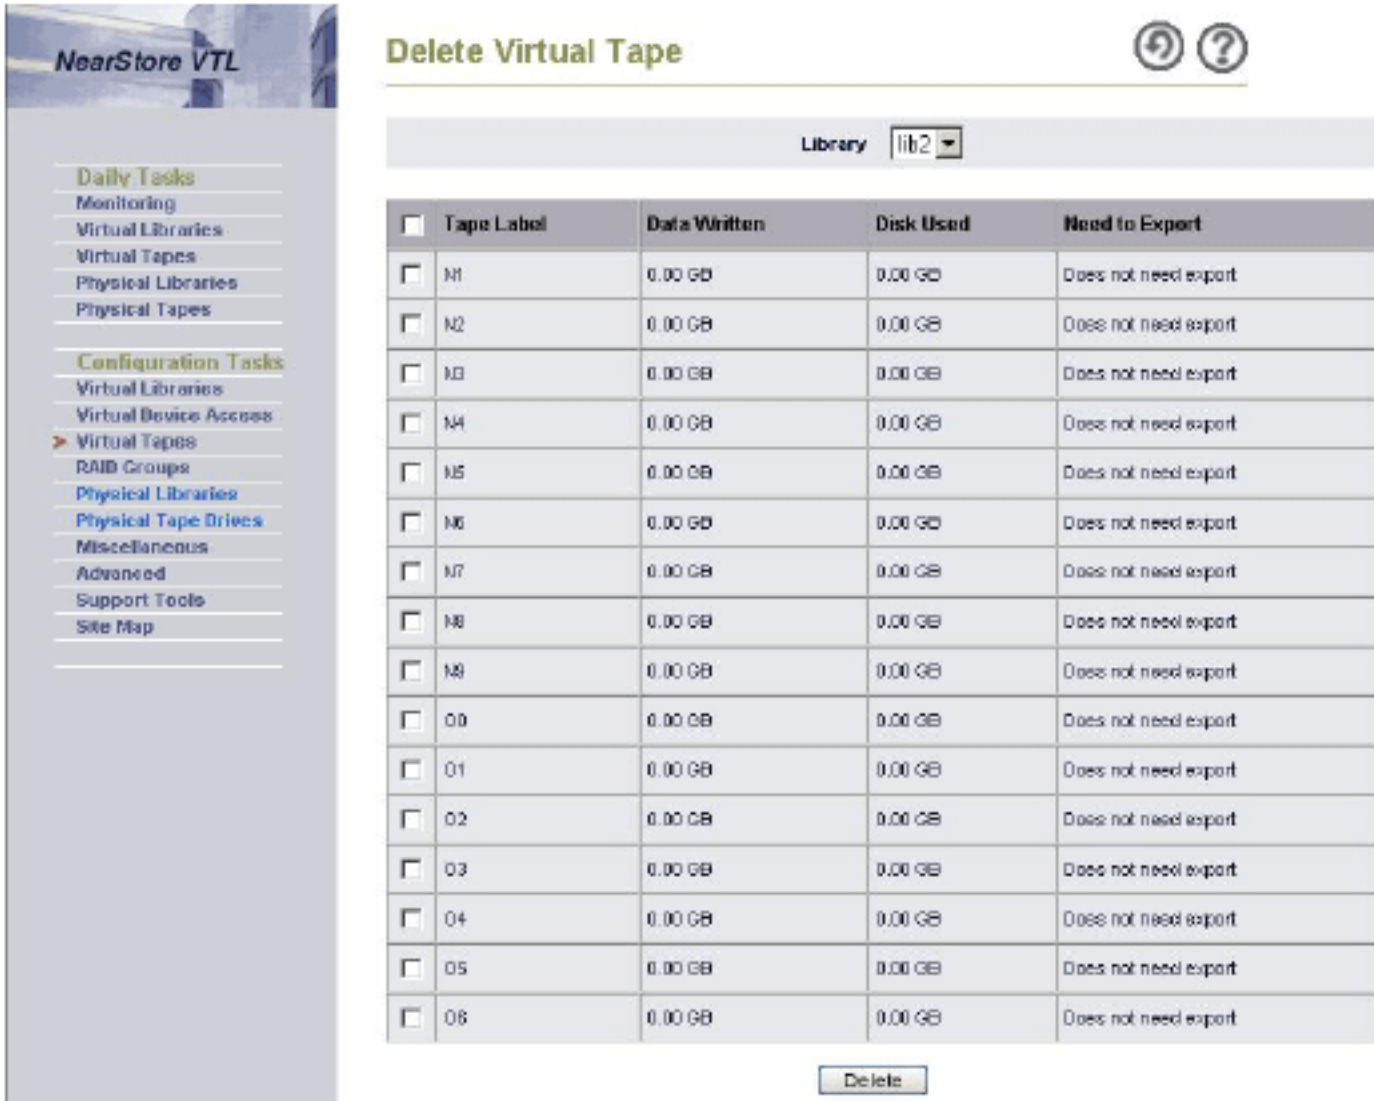 NearStore VTL
Delete Virtual Tape
?
Library lib2
Daily Tasks
Monitoring
Virtual Libraries
Virtual Tapes
Physical Libraries
Physical Tapes
Configuration Tasks
Virtual Libraries
Virtual Device Access
Virtual Tapes
RAID Groups
Physical Libraries
Physical Tape Drives
Miscellaneous
Advanced
Support Tools
Site Map
Tape Label Data Written Disk Used Need to Export
N1 0.00 GB 0.00 GB Does not need export
N2 0.00 GB 0.00 GB Does not need export
N3 0.00 GB 0.00 GB Does not need export
N4 0.00 GB 0.00 GB Does not need export
N5 0.00 GB 0.00 GB Does not need export
N6 0.00 GB 0.00 GB Does not need export
N7 0.00 GB 0.00 GB Does not need export
N8 0.00 GB 0.00 GB Does not need export
N9 0.00 GB 0.00 GB Does not need export
O0 0.00 GB 0.00 GB Does not need export
O1 0.00 GB 0.00 GB Does not need export
O2 0.00 GB 0.00 GB Does not need export
O3 0.00 GB 0.00 GB Does not need export
O4 0.00 GB 0.00 GB Does not need export
O5 0.00 GB 0.00 GB Does not need export
O6 0.00 GB 0.00 GB Does not need export
Delete